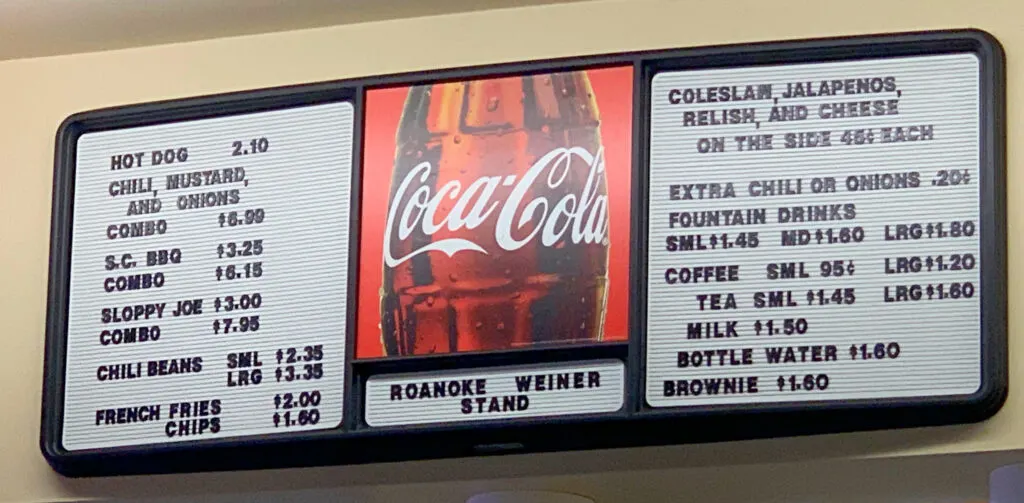 HOT DOG 2.10
CHILI, MUSTARD,
AND ONIONS
COMBO $6.99
S.C. BBQ $3.25
COMBO $6.15
SLOPPY JOE $3.00
COMBO $7.95
CHILI BEANS SML $2.35
LRG $3.35
FRENCH FRIES $2.00
CHIPS $1.60
Coca-Cola
ROANOKE WEINER
STAND
COLESLAW, JALAPENOS,
RELISH, AND CHEESE
ON THE SIDE 45¢ EACH
EXTRA CHILI OR ONIONS .20¢
FOUNTAIN DRINKS
SML $1.45 MD $1.60 LRG $1.80
COFFEE SML 95¢ LRG $1.20
TEA SML $1.45 LRG $1.60
MILK $1.50
BOTTLE WATER $1.60
BROWNIE $1.60